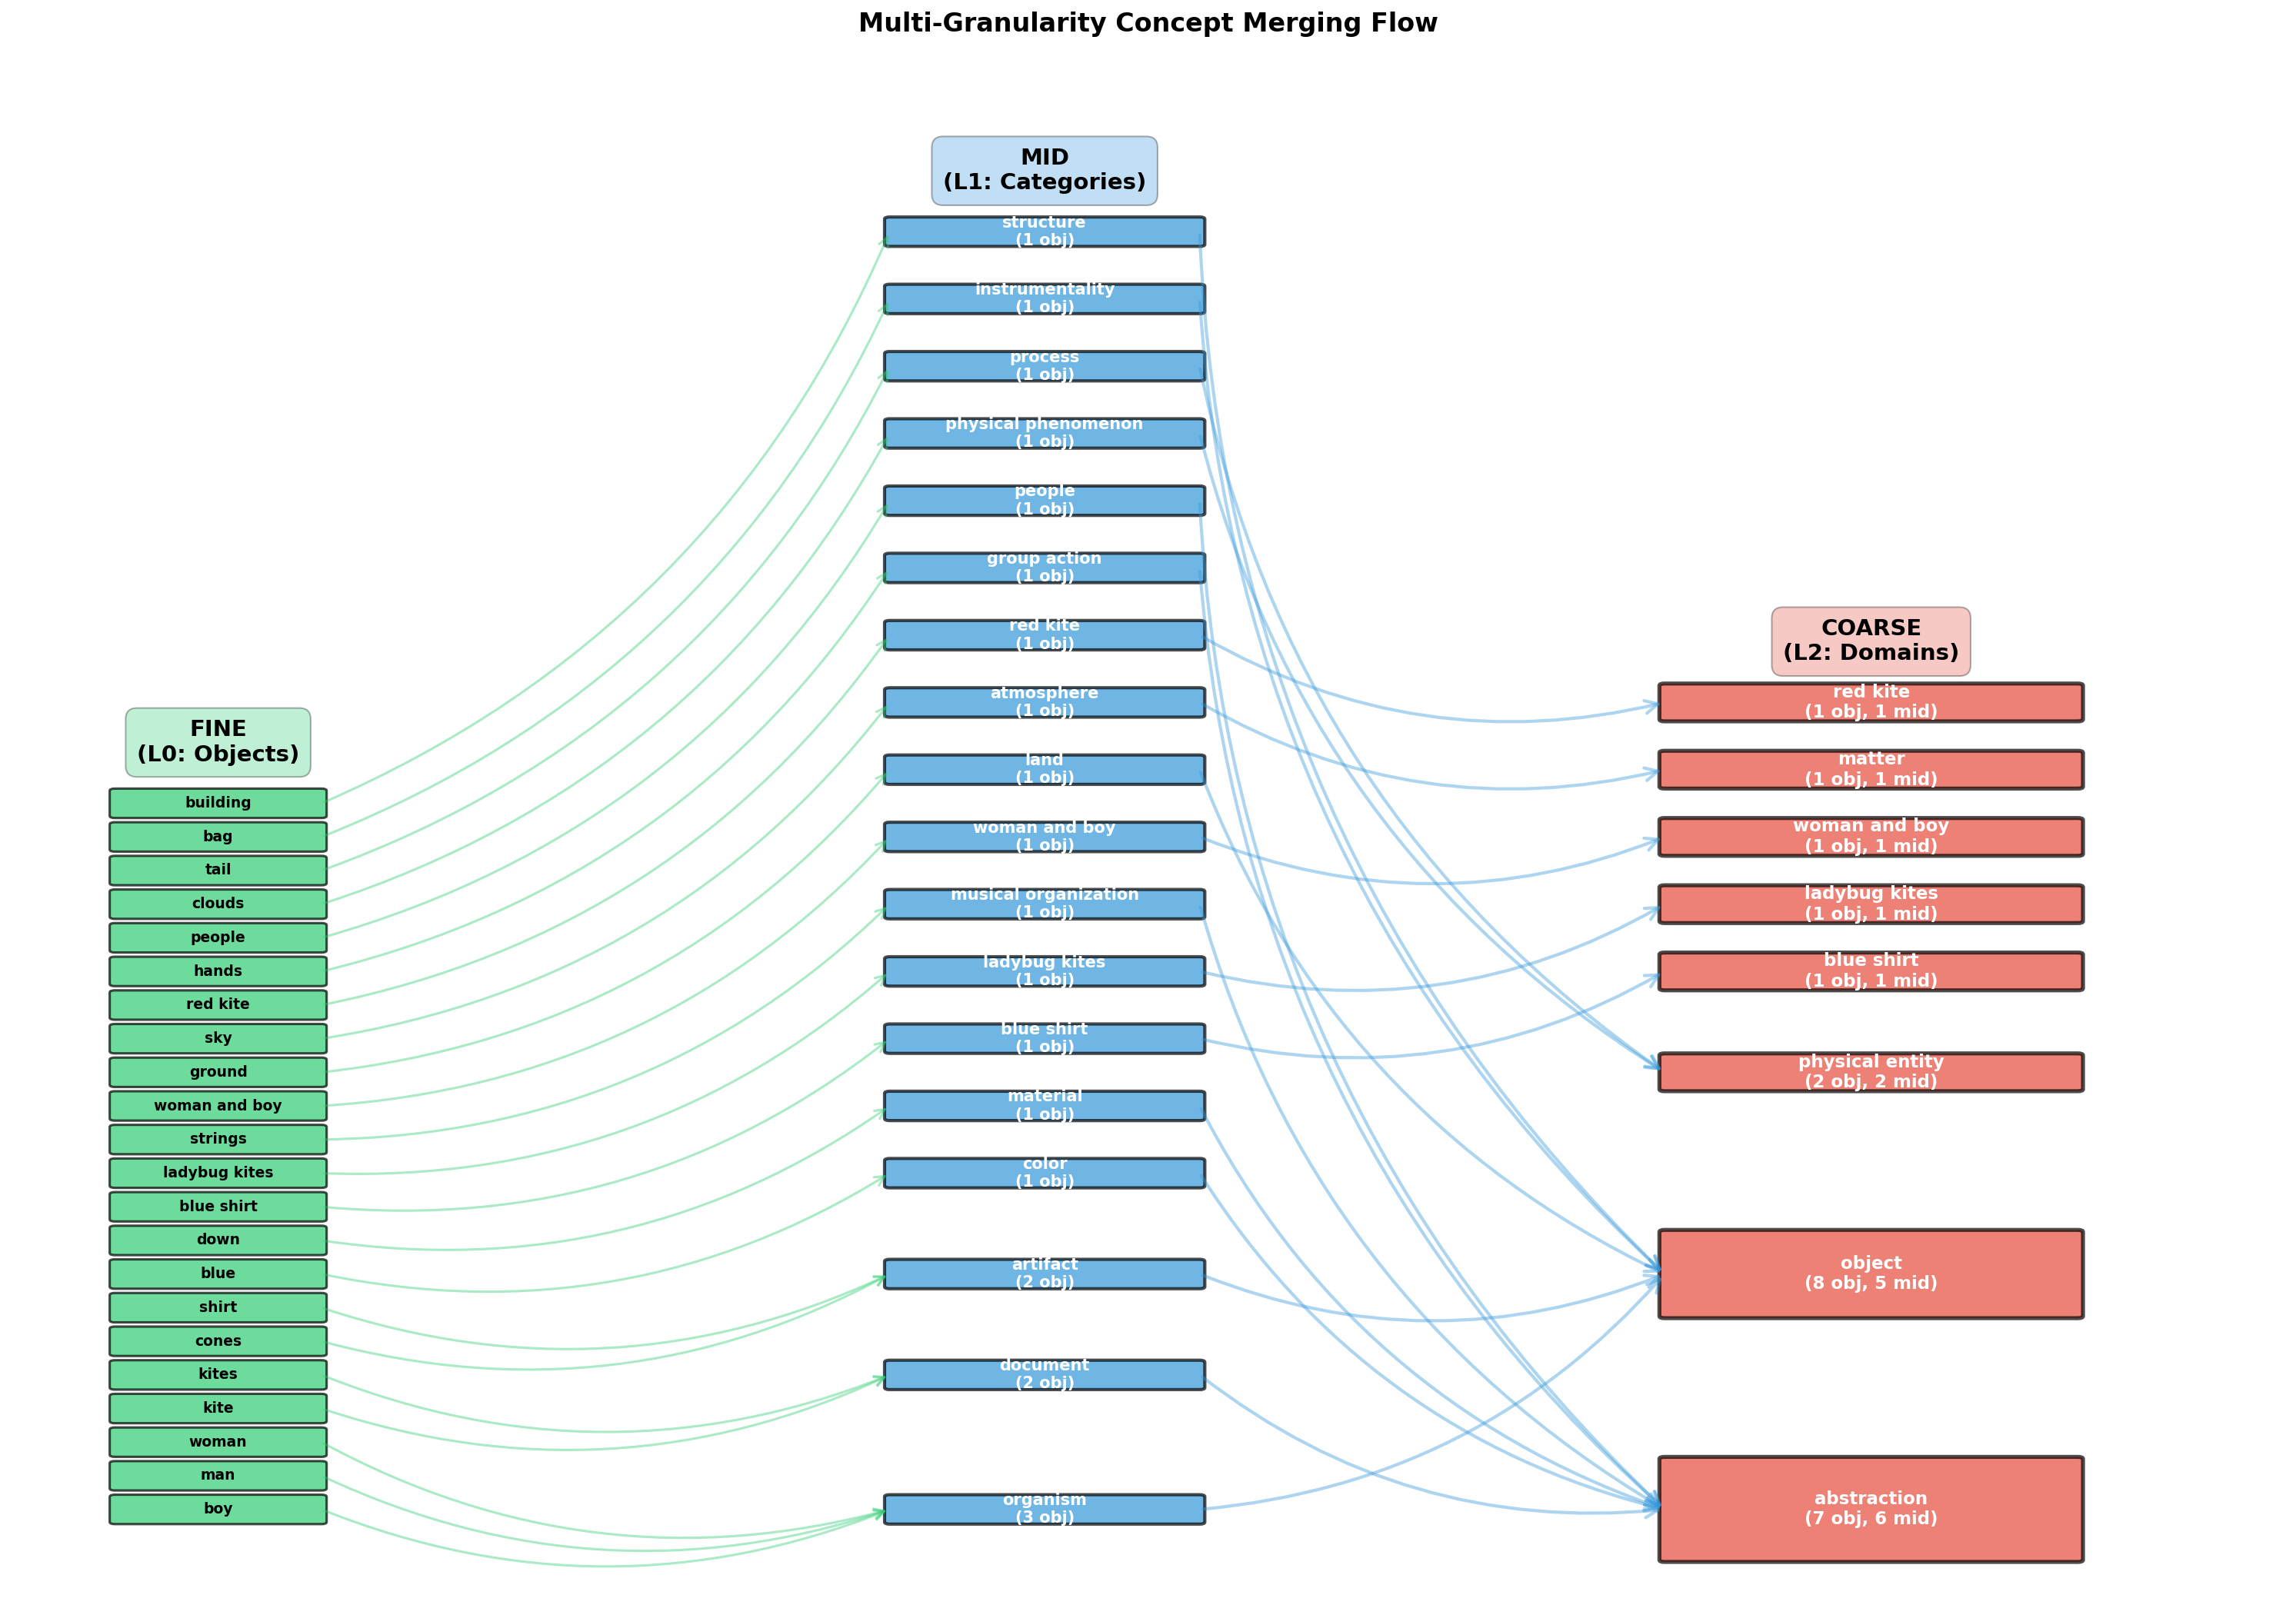 Multi-Granularity Concept Merging Flow
FINE
(L0: Objects)
building
bag
tail
clouds
people
hands
red kite
sky
ground
woman and boy
strings
ladybug kites
blue shirt
down
blue
shirt
cones
kites
kite
woman
man
boy
MID
(L1: Categories)
structure
(1 obj)
instrumentality
(1 obj)
process
(1 obj)
physical phenomenon
(1 obj)
people
(1 obj)
group action
(1 obj)
red kite
(1 obj)
atmosphere
(1 obj)
land
(1 obj)
woman and boy
(1 obj)
musical organization
(1 obj)
ladybug kites
(1 obj)
blue shirt
(1 obj)
material
(1 obj)
color
(1 obj)
artifact
(2 obj)
document
(2 obj)
organism
(3 obj)
COARSE
(L2: Domains)
red kite
(1 obj, 1 mid)
matter
(1 obj, 1 mid)
woman and boy
(1 obj, 1 mid)
ladybug kites
(1 obj, 1 mid)
blue shirt
(1 obj, 1 mid)
physical entity
(2 obj, 2 mid)
object
(8 obj, 5 mid)
abstraction
(7 obj, 6 mid)